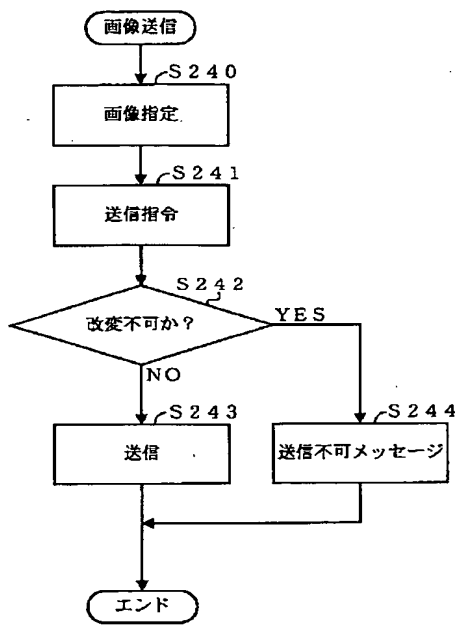 画像送信
S240
画像指定
S241
送信指令
S242
改変不可か?
YES
NO
S243
送信
S244
送信不可メッセージ
エンド